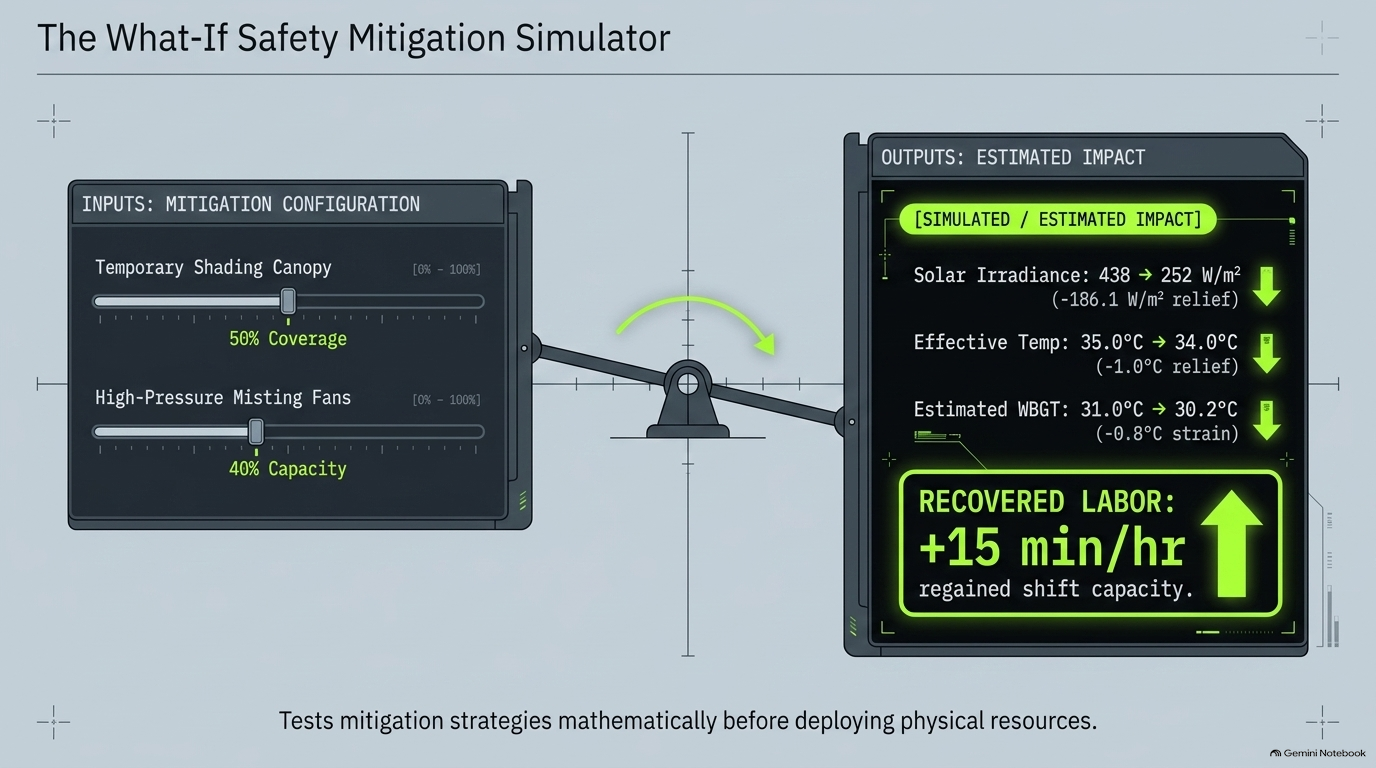 The What-If Safety Mitigation Simulator
INPUTS: MITIGATION CONFIGURATION
Temporary Shading Canopy [0% – 100%]
50% Coverage
High-Pressure Misting Fans [0% – 100%]
40% Capacity
OUTPUTS: ESTIMATED IMPACT
[SIMULATED / ESTIMATED IMPACT]
Solar Irradiance: 438 → 252 W/m²
(-186.1 W/m² relief)
Effective Temp: 35.0°C → 34.0°C
(-1.0°C relief)
Estimated WBGT: 31.0°C → 30.2°C
(-0.8°C strain)
RECOVERED LABOR:
+15 min/hr
regained shift capacity.
Tests mitigation strategies mathematically before deploying physical resources.
Gemini Notebook